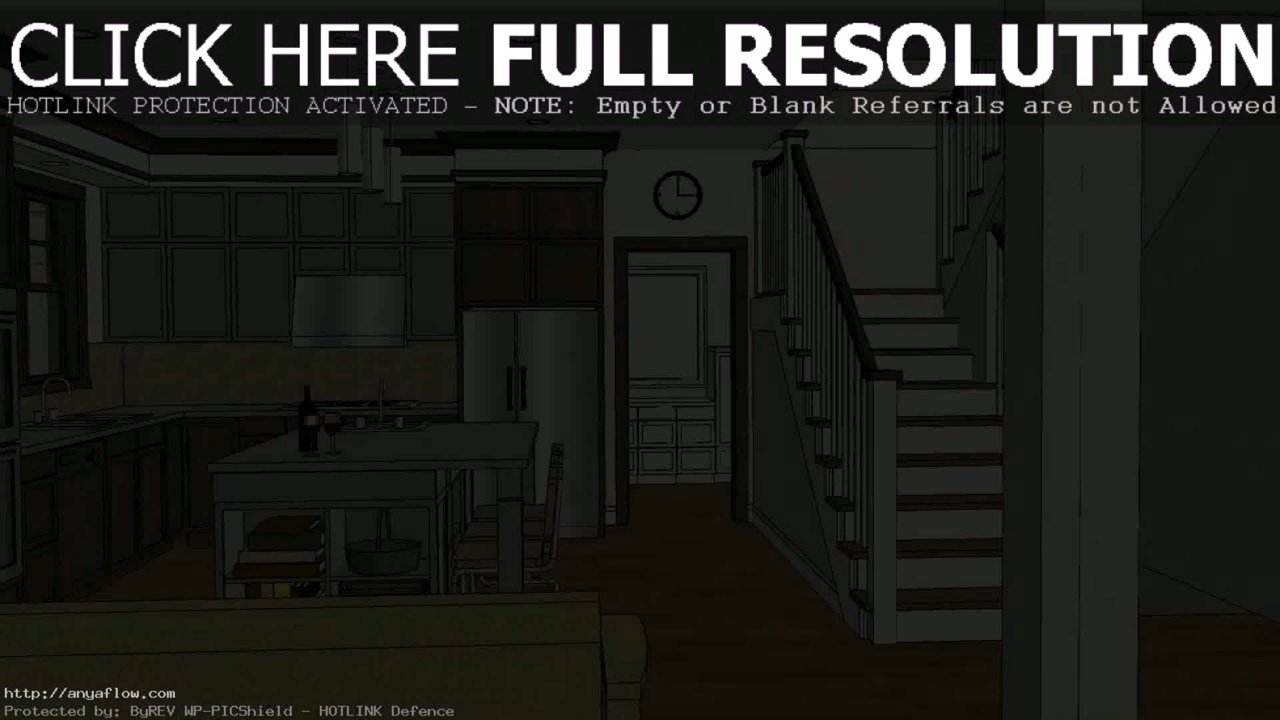 CLICK HERE FULL RESOLUTION
HOTLINK PROTECTION ACTIVATED – NOTE: Empty or Blank Referrals are not Allowed
http://anyaflow.com
Protected by: ByREV WP-PICShield – HOTLINK Defence